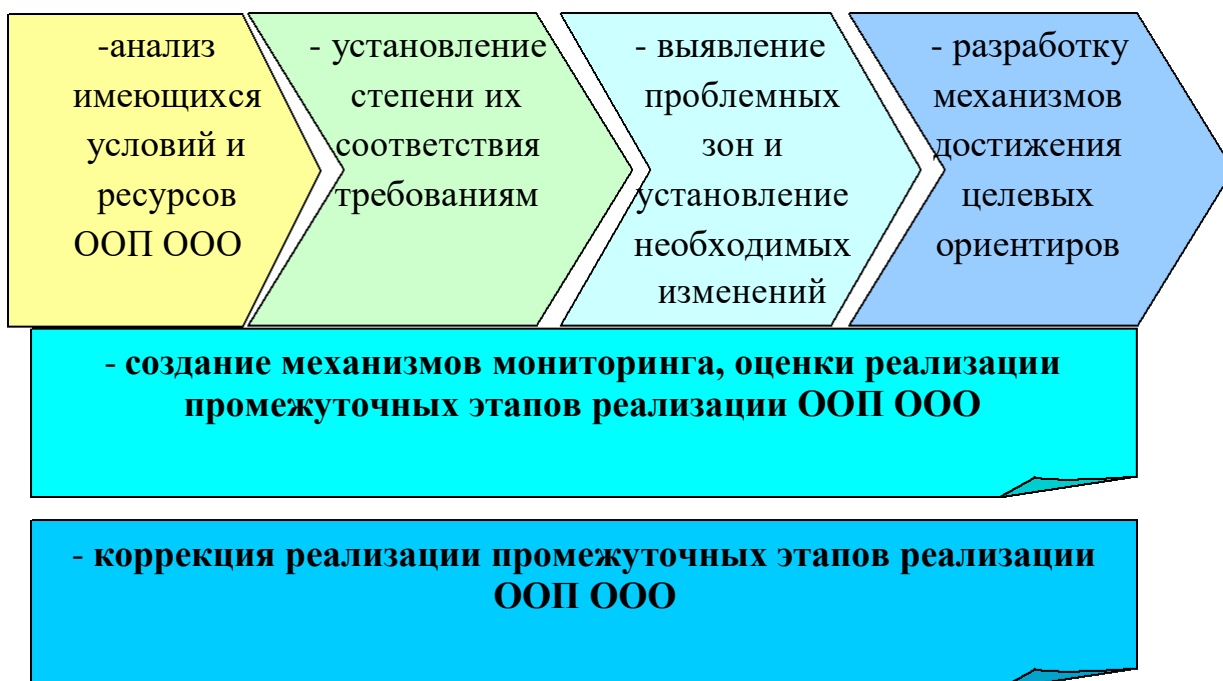 -анализ
имеющихся
условий и
ресурсов
ООП ООО
- установление
степени их
соответствия
требованиям
- выявление
проблемных
зон и
установление
необходимых
изменений
- разработку
механизмов
достижения
целевых
ориентиров
- создание механизмов мониторинга, оценки реализации
промежуточных этапов реализации ООП ООО
- коррекция реализации промежуточных этапов реализации
ООП ООО